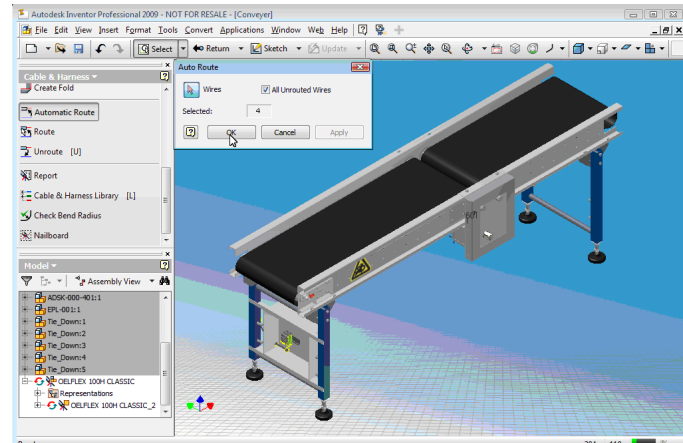 Autodesk Inventor Professional 2009 - NOT FOR RESALE - [Conveyer]
File Edit View Insert Format Tools Convert Applications Window Web Help
Select Return Sketch Update
Auto Route
Cable & Harness
Create Fold
Wires All Unrouted Wires
Automatic Route
Selected: 4
Route
OK Cancel Apply
Unroute [U]
Report
Cable & Harness Library [L]
Check Bend Radius
Nailboard
Model
Assembly View
ADSK-000-401:1
EPL-001:1
Tie_Down:1
Tie_Down:2
Tie_Down:3
Tie_Down:4
Tie_Down:5
OELFLEX 100H CLASSIC
Representations
OELFLEX 100H CLASSIC_2